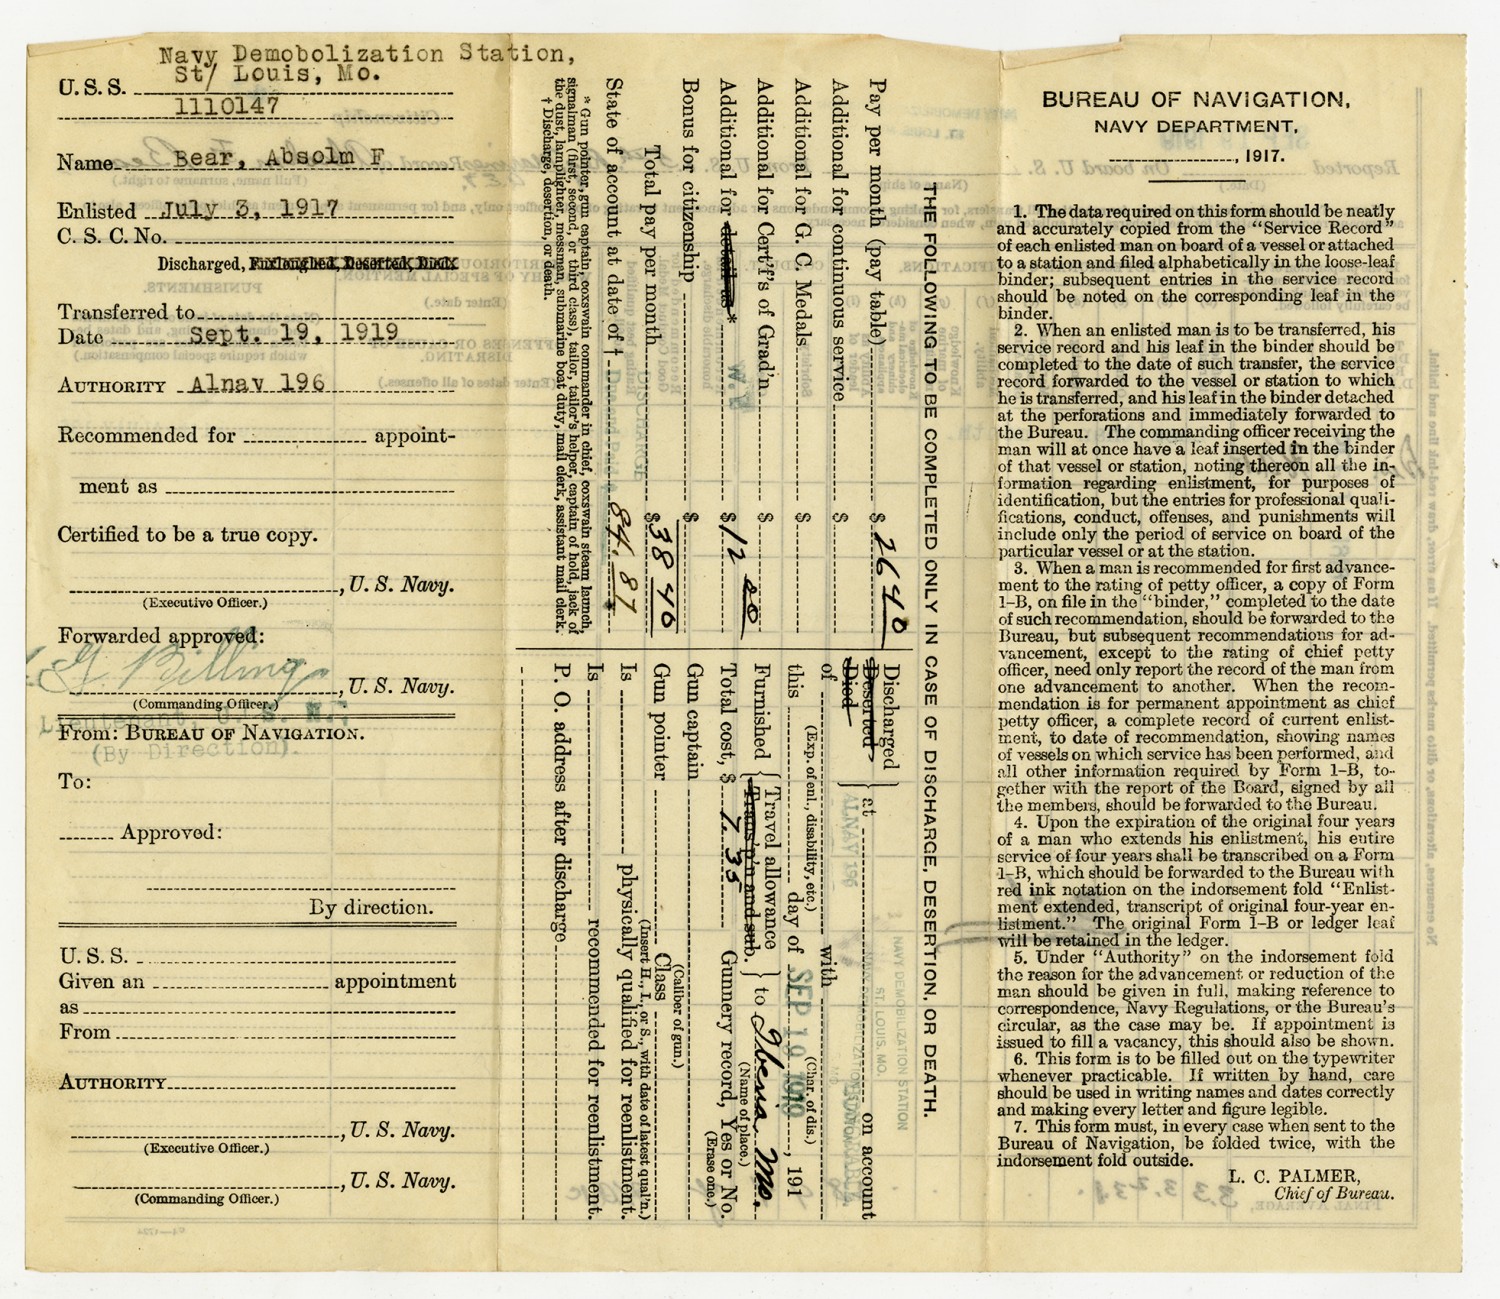 Navy Demobolization Station,
St/ Louis, Mo.
U. S. S.
1110147
Name Bear, Absolm F
Enlisted July 3, 1917
C. S. C. No.
Discharged, Furloughed, Deserted, Died.
Transferred to
Date Sept. 19, 1919
AUTHORITY Alnav 196
Recommended for appoint-
ment as
Certified to be a true copy.
, U. S. Navy.
(Executive Officer.)
Forwarded approved:
Billing
, U. S. Navy.
(Commanding Officer.)
Lieutenant, U. S. N.,
From: BUREAU OF NAVIGATION.
(By Direction).
To:
Approved:
By direction.
U. S. S.
Given an appointment
as
From
AUTHORITY
, U. S. Navy.
(Executive Officer.)
, U. S. Navy.
(Commanding Officer.)
THE FOLLOWING TO BE COMPLETED ONLY IN CASE OF DISCHARGE, DESERTION, OR DEATH.
Pay per month (pay table) $ 26 40
Additional for continuous service $
Additional for G. C. Medals $
Additional for Cert'f's of Grad'n $
Additional for detail as * $ 12 00
Bonus for citizenship $
Total pay per month $ 38 40
State of account at date of † 84.87
* Gun pointer, gun captain, coxswain commander in chief, coxswain steam launch,
signalman (first, second, or third class), tailor, tailor's helper, captain of hold, jack of
the dust, lamplighter, messman, submarine boat duty, mail clerk, assistant mail clerk.
† Discharge, desertion, or death.
Discharged
Deserted
Died
at on account
NAVY DEMOBILIZATION STATION
ST. LOUIS, MO.
ALNAV 196
of with
(Exp. of enl., disability, etc.) (Char. of dis.)
this day of SEP 19 1919, 191
Furnished Travel allowance
Trans'p'n and sub. to Iberia, Mo.
(Name of place.)
Total cost, $ 7.35 Gunnery record, Yes or No.
(Erase one.)
Gun captain
(Caliber of gun.)
Gun pointer Class
(Insert H., I., or S., with date of latest qual'n.)
Is physically qualified for reenlistment.
Is recommended for reenlistment.
P. O. address after discharge
BUREAU OF NAVIGATION,
NAVY DEPARTMENT,
, 1917.
1. The data required on this form should be neatly
and accurately copied from the "Service Record"
of each enlisted man on board of a vessel or attached
to a station and filed alphabetically in the loose-leaf
binder; subsequent entries in the service record
should be noted on the corresponding leaf in the
binder.
2. When an enlisted man is to be transferred, his
service record and his leaf in the binder should be
completed to the date of such transfer, the service
record forwarded to the vessel or station to which
he is transferred, and his leaf in the binder detached
at the perforations and immediately forwarded to
the Bureau. The commanding officer receiving the
man will at once have a leaf inserted in the binder
of that vessel or station, noting thereon all the in-
formation regarding enlistment, for purposes of
identification, but the entries for professional quali-
fications, conduct, offenses, and punishments will
include only the period of service on board of the
particular vessel or at the station.
3. When a man is recommended for first advance-
ment to the rating of petty officer, a copy of Form
1-B, on file in the "binder," completed to the date
of such recommendation, should be forwarded to the
Bureau, but subsequent recommendations for ad-
vancement, except to the rating of chief petty
officer, need only report the record of the man from
one advancement to another. When the recom-
mendation is for permanent appointment as chief
petty officer, a complete record of current enlist-
ment, to date of recommendation, showing names
of vessels on which service has been performed, and
all other information required by Form 1-B, to-
gether with the report of the Board, signed by all
the members, should be forwarded to the Bureau.
4. Upon the expiration of the original four years
of a man who extends his enlistment, his entire
service of four years shall be transcribed on a Form
1-B, which should be forwarded to the Bureau with
red ink notation on the indorsement fold "Enlist-
ment extended, transcript of original four-year en-
listment." The original Form 1-B or ledger leaf
will be retained in the ledger.
5. Under "Authority" on the indorsement fold
the reason for the advancement or reduction of the
man should be given in full, making reference to
correspondence, Navy Regulations, or the Bureau's
circular, as the case may be. If appointment is
issued to fill a vacancy, this should also be shown.
6. This form is to be filled out on the typewriter
whenever practicable. If written by hand, care
should be used in writing names and dates correctly
and making every letter and figure legible.
7. This form must, in every case when sent to the
Bureau of Navigation, be folded twice, with the
indorsement fold outside.
L. C. PALMER,
Chief of Bureau.